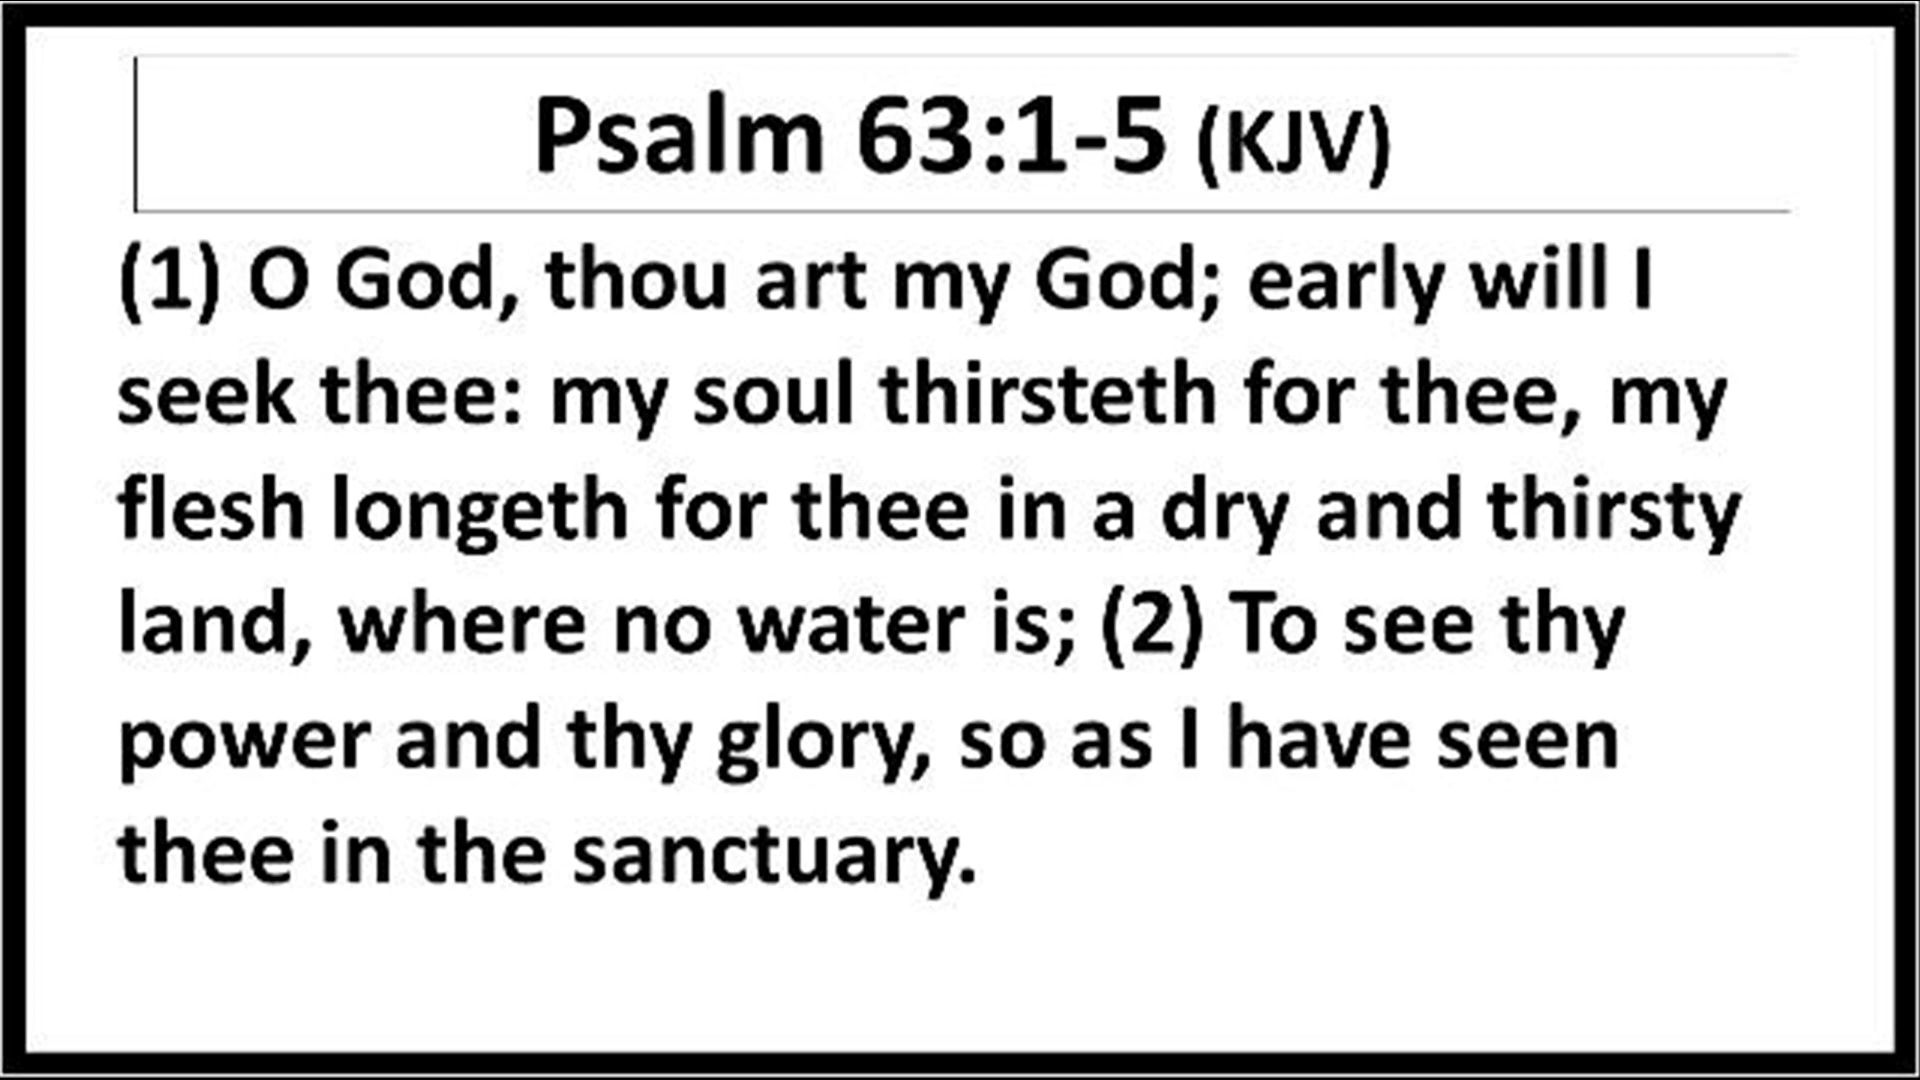 Psalm 63:1-5 (KJV)
(1) O God, thou art my God; early will I
seek thee: my soul thirsteth for thee, my
flesh longeth for thee in a dry and thirsty
land, where no water is; (2) To see thy
power and thy glory, so as I have seen
thee in the sanctuary.